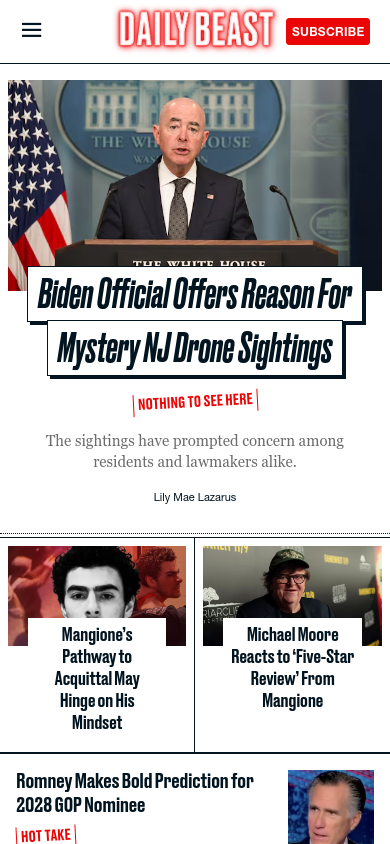 DAILY BEAST
SUBSCRIBE
THE WHITE HOUSE
WASHINGTON
THE WHITE HOUSE
Biden Official Offers Reason For
Mystery NJ Drone Sightings
NOTHING TO SEE HERE
The sightings have prompted concern among
residents and lawmakers alike.
Lily Mae Lazarus
Mangione's
Pathway to
Acquittal May
Hinge on His
Mindset
Michael Moore
Reacts to ‘Five-Star
Review’ From
Mangione
Romney Makes Bold Prediction for
2028 GOP Nominee
HOT TAKE